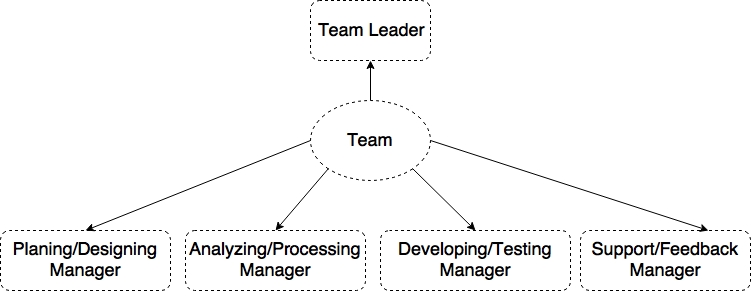 Team Leader
Team
Planing/Designing
Manager
Analyzing/Processing
Manager
Developing/Testing
Manager
Support/Feedback
Manager